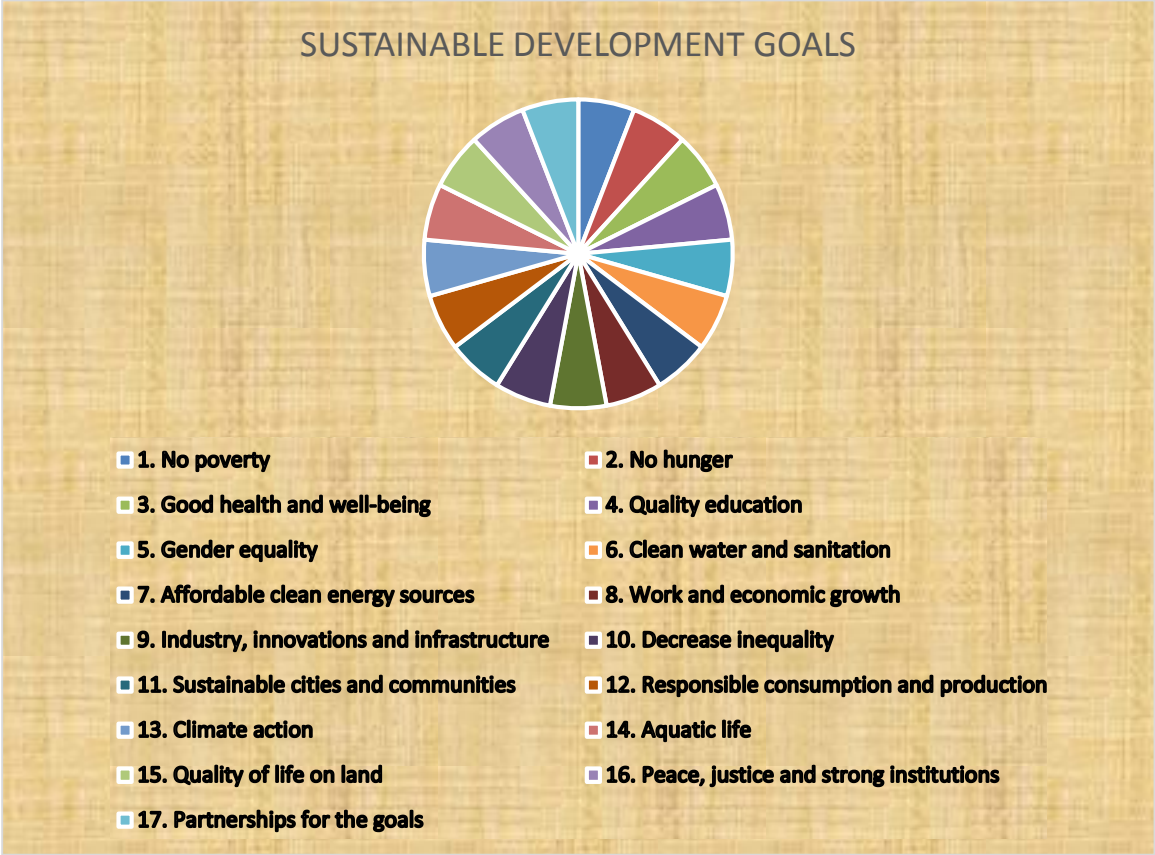 SUSTAINABLE DEVELOPMENT GOALS
1. No poverty
2. No hunger
3. Good health and well-being
4. Quality education
5. Gender equality
6. Clean water and sanitation
7. Affordable clean energy sources
8. Work and economic growth
9. Industry, innovations and infrastructure
10. Decrease inequality
11. Sustainable cities and communities
12. Responsible consumption and production
13. Climate action
14. Aquatic life
15. Quality of life on land
16. Peace, justice and strong institutions
17. Partnerships for the goals